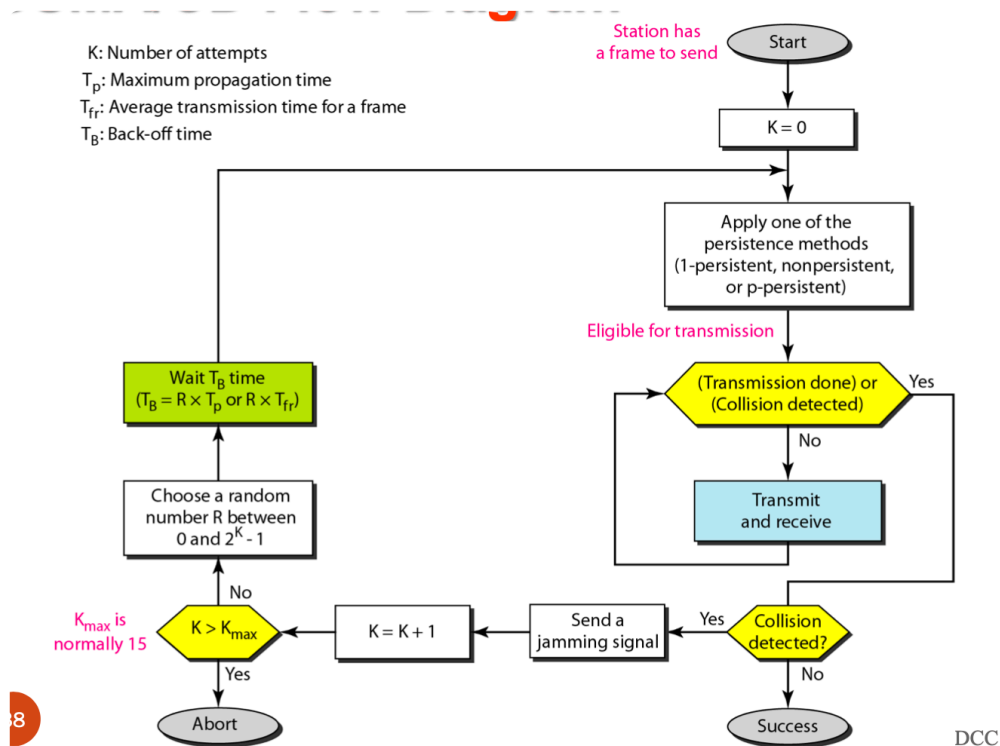 Station has
a frame to send
Start
K: Number of attempts
Tp: Maximum propagation time
Tfr: Average transmission time for a frame
TB: Back-off time
K = 0
Apply one of the
persistence methods
(1-persistent, nonpersistent,
or p-persistent)
Eligible for transmission
(Transmission done) or
(Collision detected)
Yes
No
Transmit
and receive
Wait TB time
(TB = R × Tp or R × Tfr)
Choose a random
number R between
0 and 2^K - 1
No
Kmax is
normally 15
K > Kmax
K = K + 1
Send a
jamming signal
Yes
Collision
detected?
Yes
No
Abort
Success
38
DCC